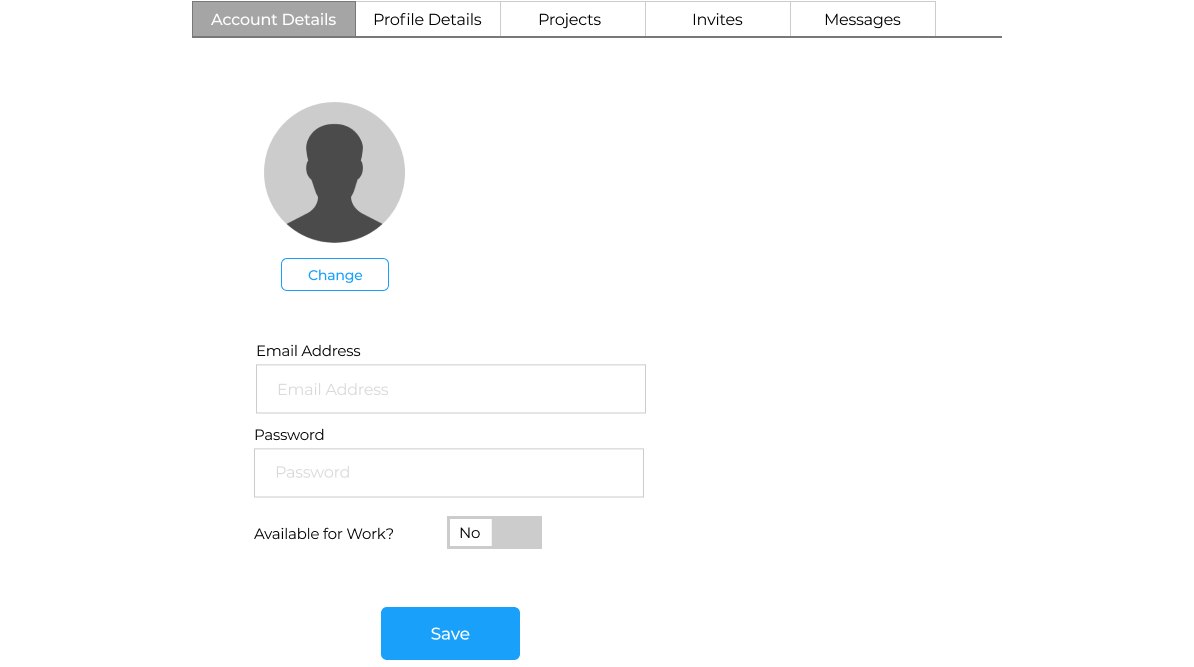 Account Details Profile Details Projects Invites Messages
Change
Email Address
Email Address
Password
Password
Available for Work? No
Save